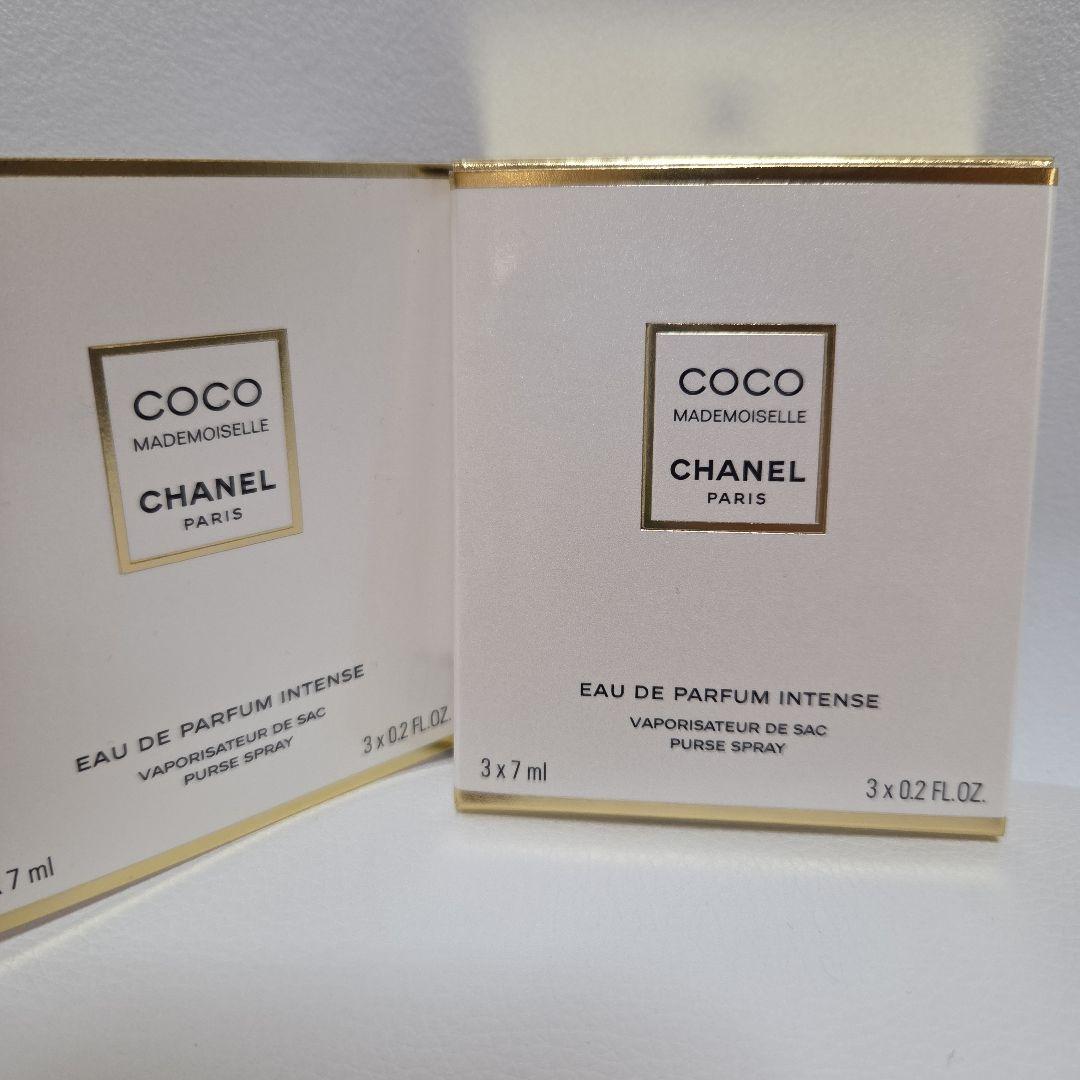 COCO
MADEMOISELLE
CHANEL
PARIS
EAU DE PARFUM INTENSE
VAPORISATEUR DE SAC
PURSE SPRAY
x 7 ml
3 x 0.2 FL.OZ.
COCO
MADEMOISELLE
CHANEL
PARIS
EAU DE PARFUM INTENSE
VAPORISATEUR DE SAC
PURSE SPRAY
3 x 7 ml
3 x 0.2 FL.OZ.